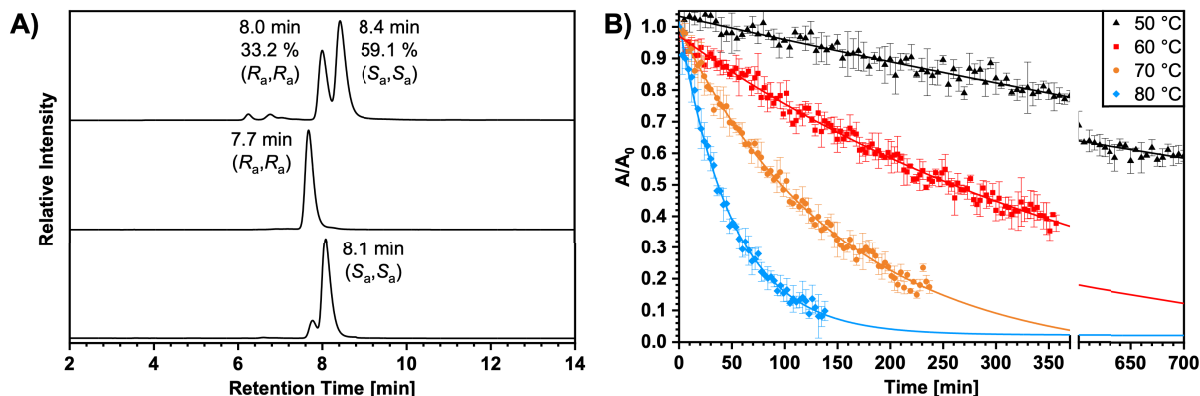 A)
8.0 min
33.2 %
(Ra,Ra)
8.4 min
59.1 %
(Sa,Sa)
7.7 min
(Ra,Ra)
8.1 min
(Sa,Sa)
Relative Intensity
2 4 6 8 10 12 14
Retention Time [min]
B)
50 °C
60 °C
70 °C
80 °C
1.0
0.9
0.8
0.7
0.6
0.5
0.4
0.3
0.2
0.1
0.0
A/A0
0 50 100 150 200 250 300 350 650 700
Time [min]